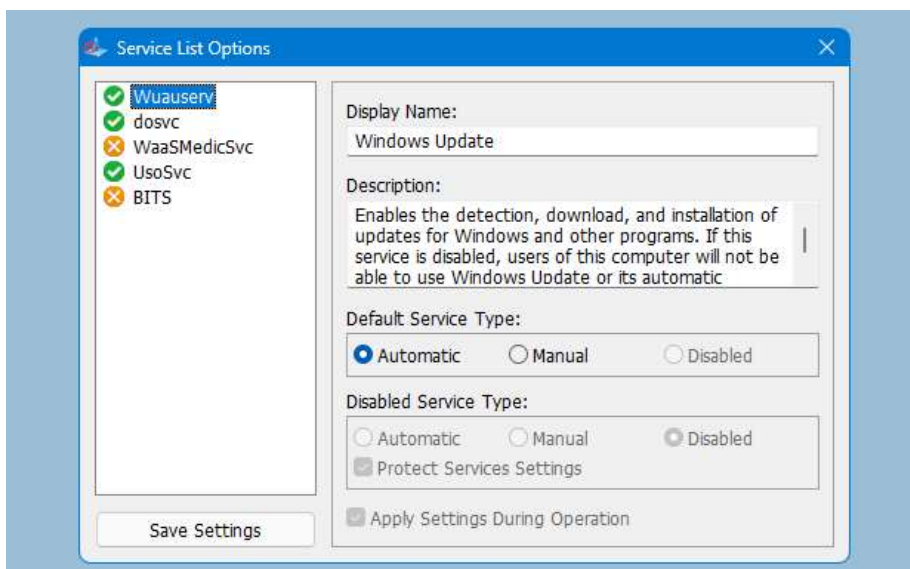 Service List Options
Wuauserv
dosvc
WaaSMedicSvc
UsoSvc
BITS
Save Settings
Display Name:
Windows Update
Description:
Enables the detection, download, and installation of
updates for Windows and other programs. If this
service is disabled, users of this computer will not be
able to use Windows Update or its automatic
Default Service Type:
Automatic Manual Disabled
Disabled Service Type:
Automatic Manual Disabled
Protect Services Settings
Apply Settings During Operation